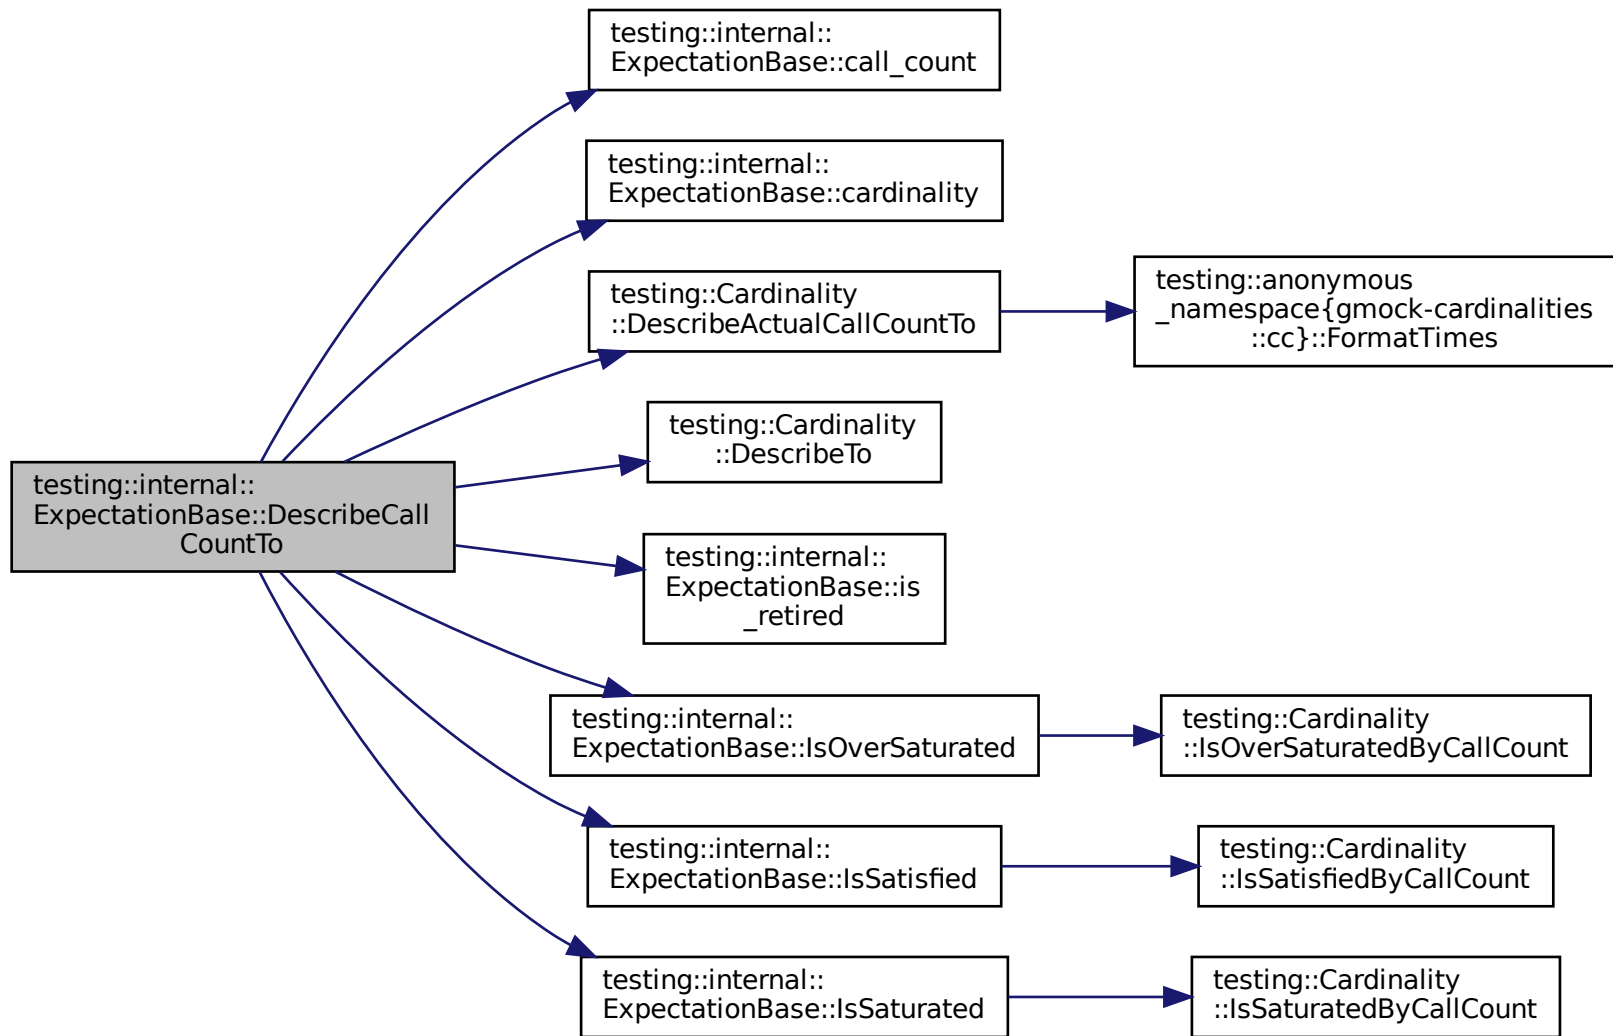 testing::internal::
ExpectationBase::call_count
testing::internal::
ExpectationBase::cardinality
testing::Cardinality
::DescribeActualCallCountTo
testing::anonymous
_namespace{gmock-cardinalities
::cc}::FormatTimes
testing::Cardinality
::DescribeTo
testing::internal::
ExpectationBase::DescribeCall
CountTo
testing::internal::
ExpectationBase::is
_retired
testing::internal::
ExpectationBase::IsOverSaturated
testing::Cardinality
::IsOverSaturatedByCallCount
testing::internal::
ExpectationBase::IsSatisfied
testing::Cardinality
::IsSatisfiedByCallCount
testing::internal::
ExpectationBase::IsSaturated
testing::Cardinality
::IsSaturatedByCallCount